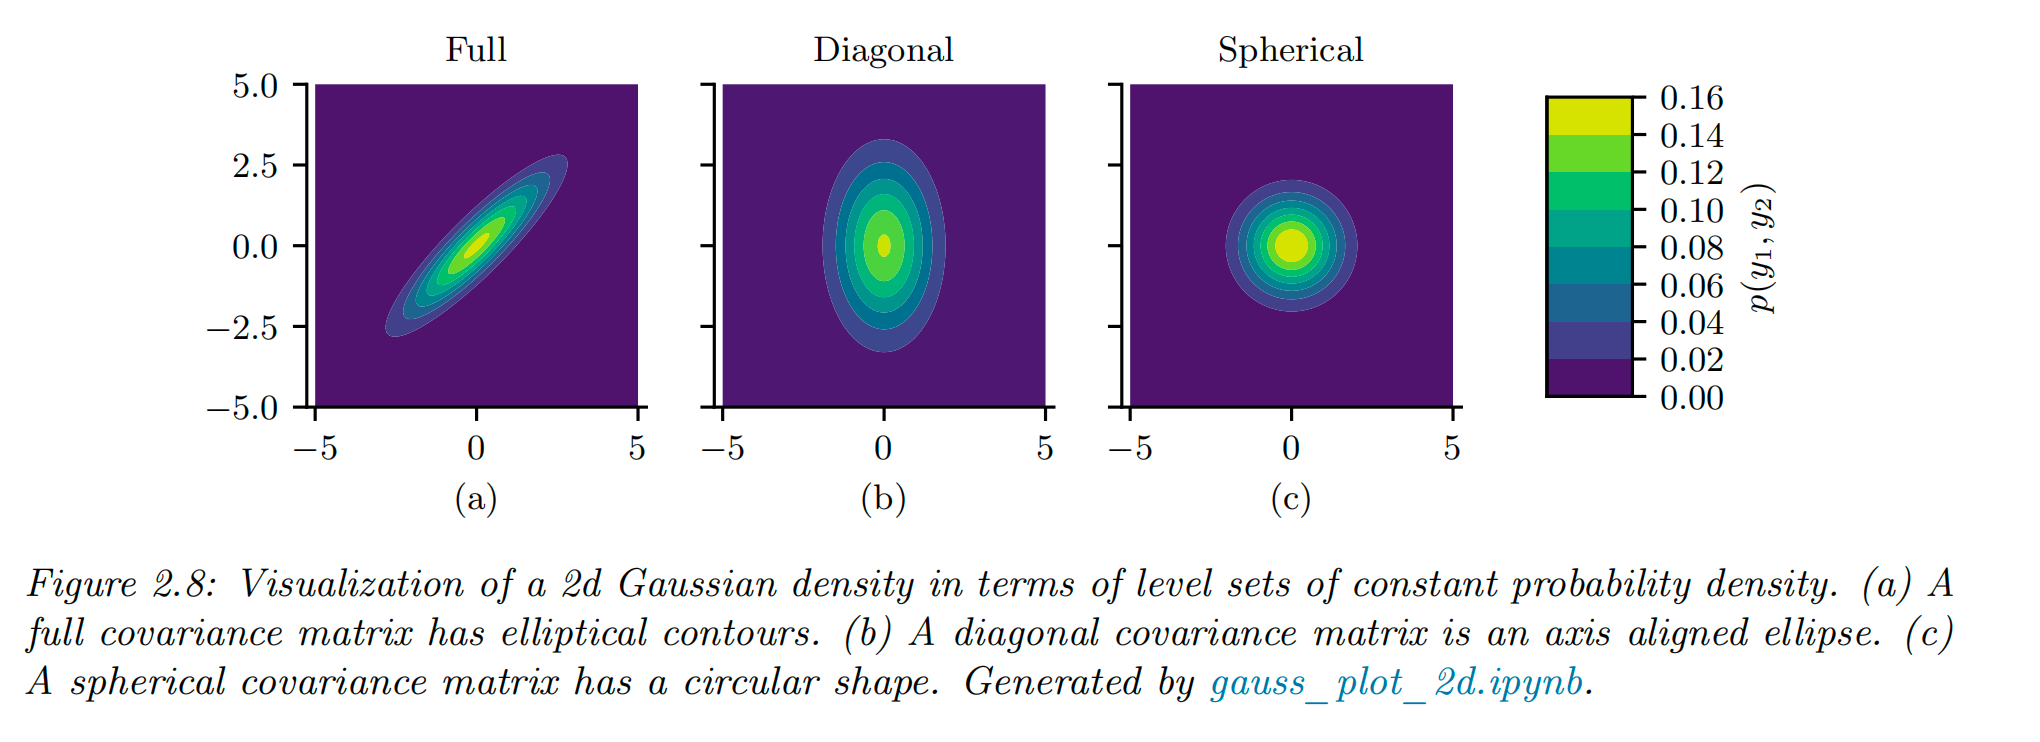 Full
Diagonal
Spherical
5.0
2.5
0.0
−2.5
−5.0
−5 0 5
−5 0 5
−5 0 5
(a)
(b)
(c)
0.16
0.14
0.12
0.10
0.08
0.06
0.04
0.02
0.00
p(y₁, y₂)
Figure 2.8: Visualization of a 2d Gaussian density in terms of level sets of constant probability density. (a) A
full covariance matrix has elliptical contours. (b) A diagonal covariance matrix is an axis aligned ellipse. (c)
A spherical covariance matrix has a circular shape. Generated by gauss_plot_2d.ipynb.